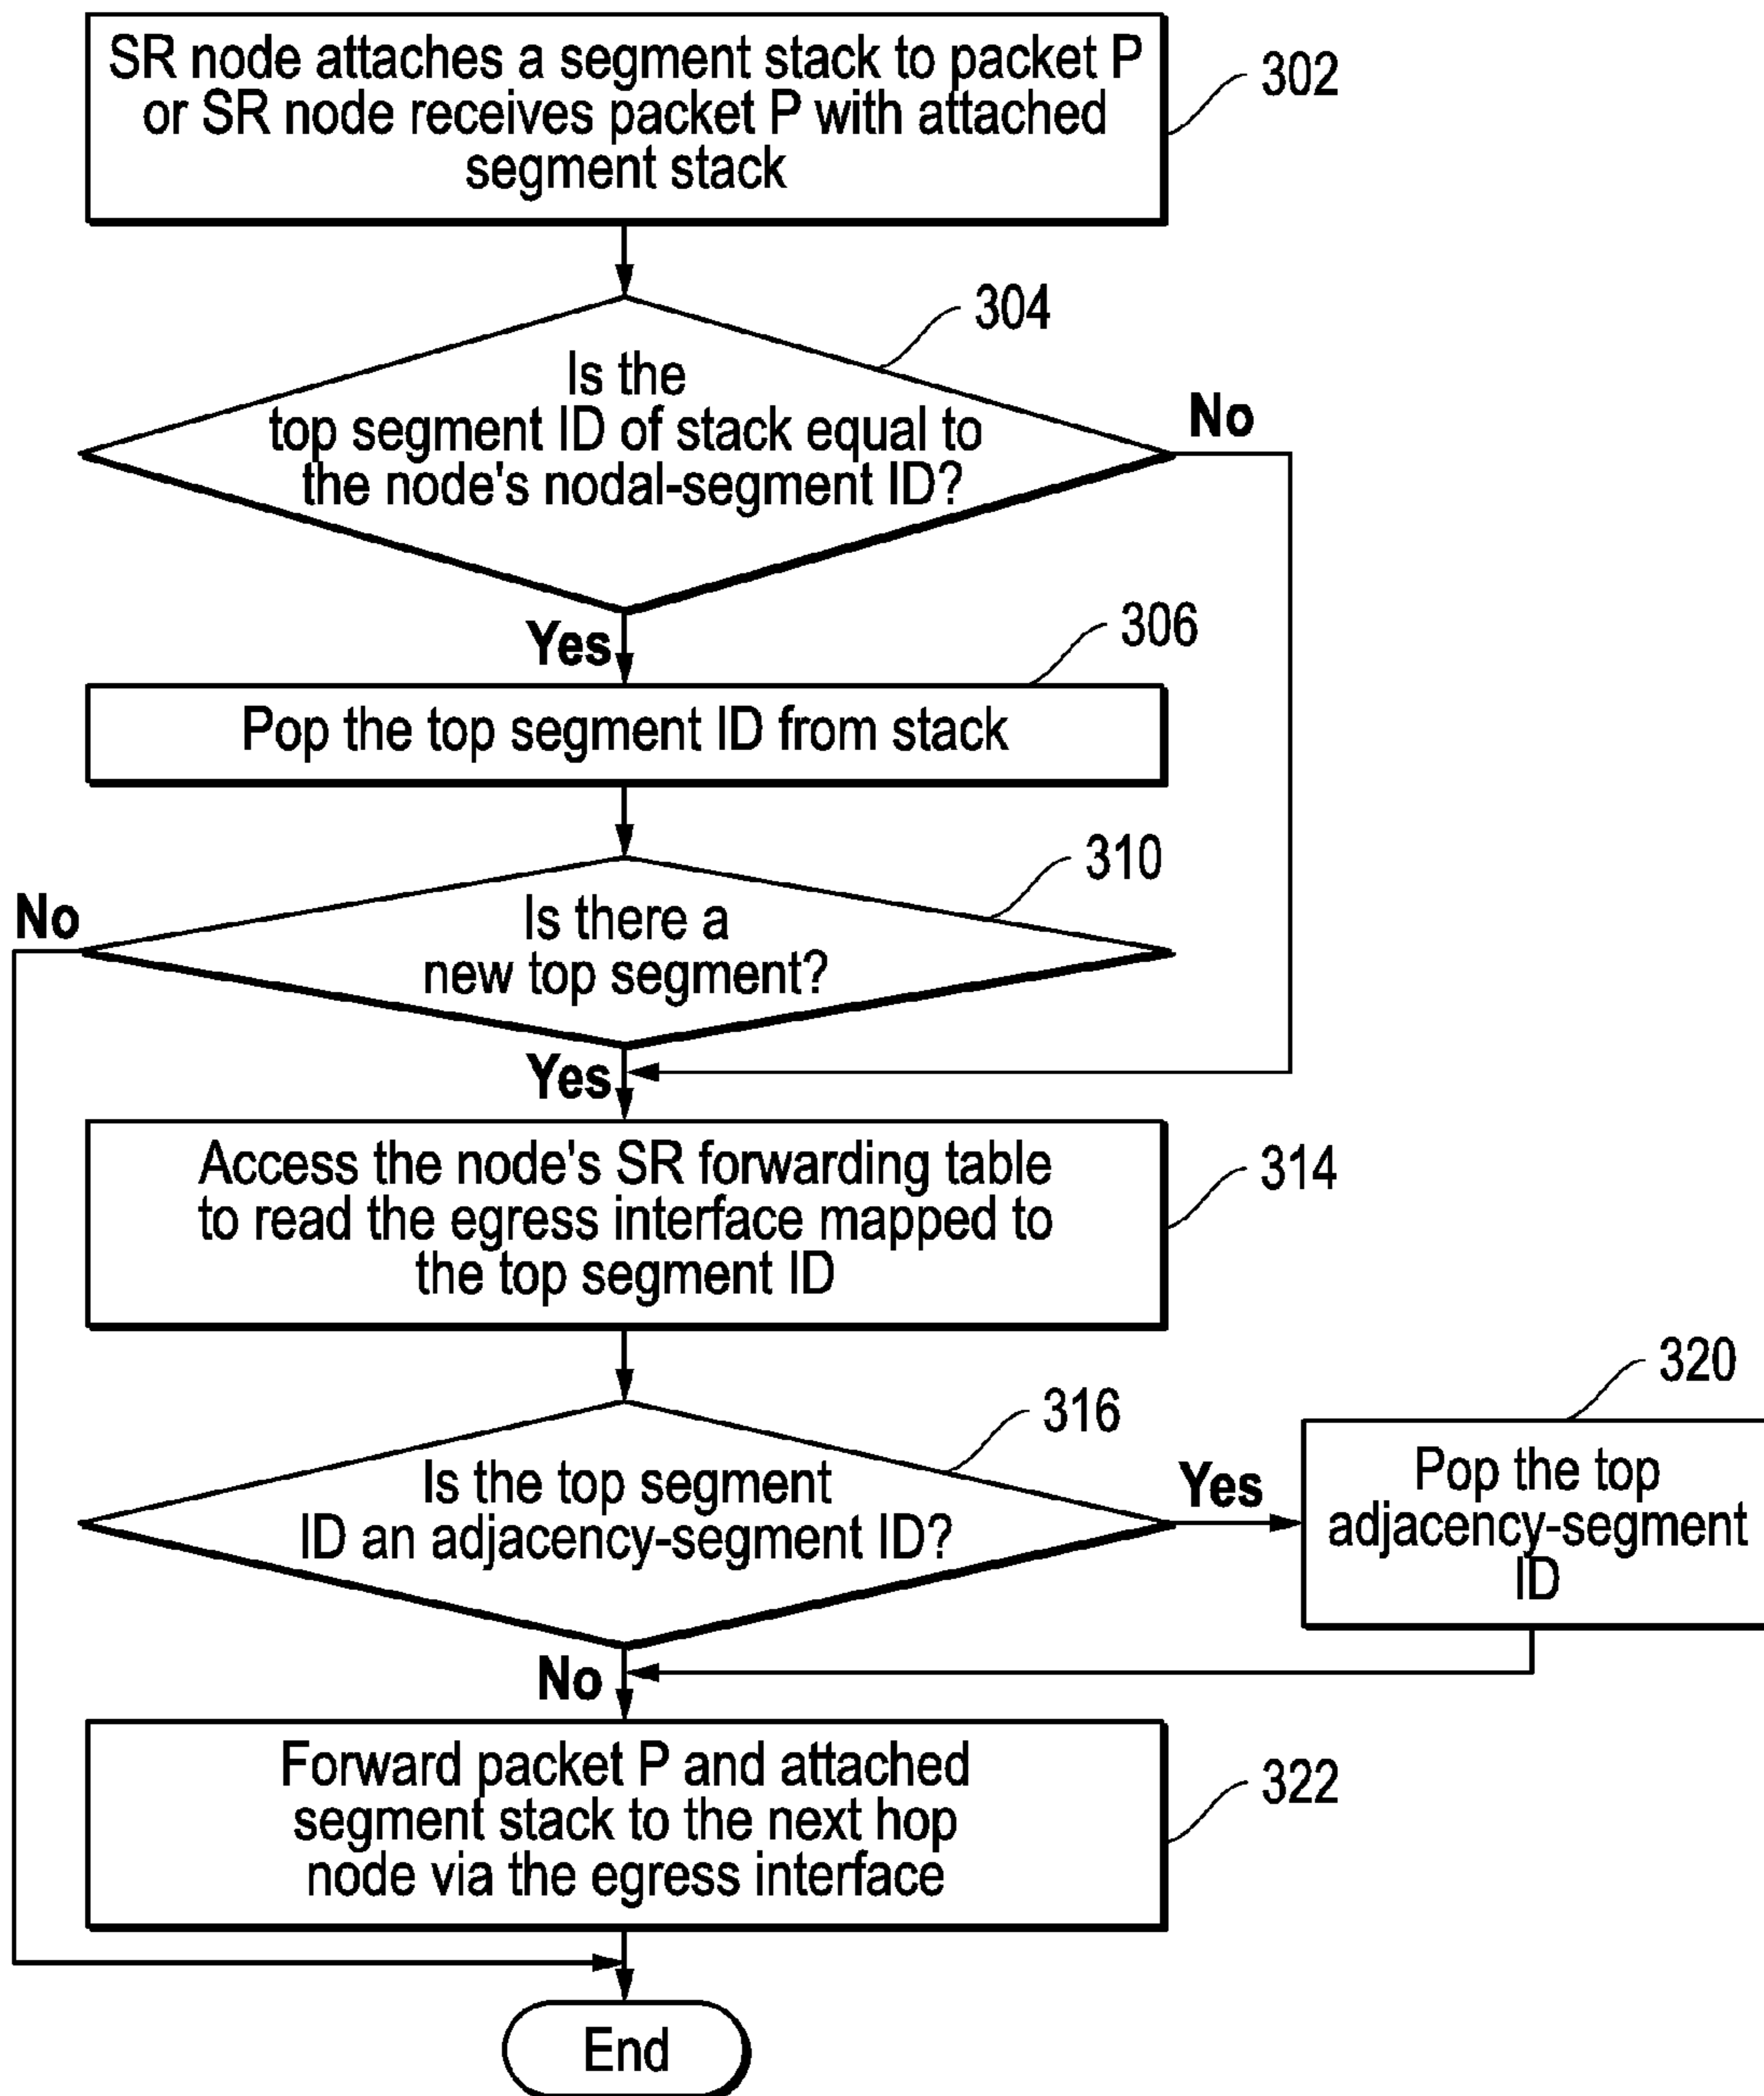 SR node attaches a segment stack to packet P
or SR node receives packet P with attached
segment stack
302
304
Is the
top segment ID of stack equal to
the node's nodal-segment ID?
No
Yes
306
Pop the top segment ID from stack
310
No
Is there a
new top segment?
Yes
Access the node's SR forwarding table
to read the egress interface mapped to
the top segment ID
314
316
320
Is the top segment
ID an adjacency-segment ID?
Yes
Pop the top
adjacency-segment
ID
No
Forward packet P and attached
segment stack to the next hop
node via the egress interface
322
End